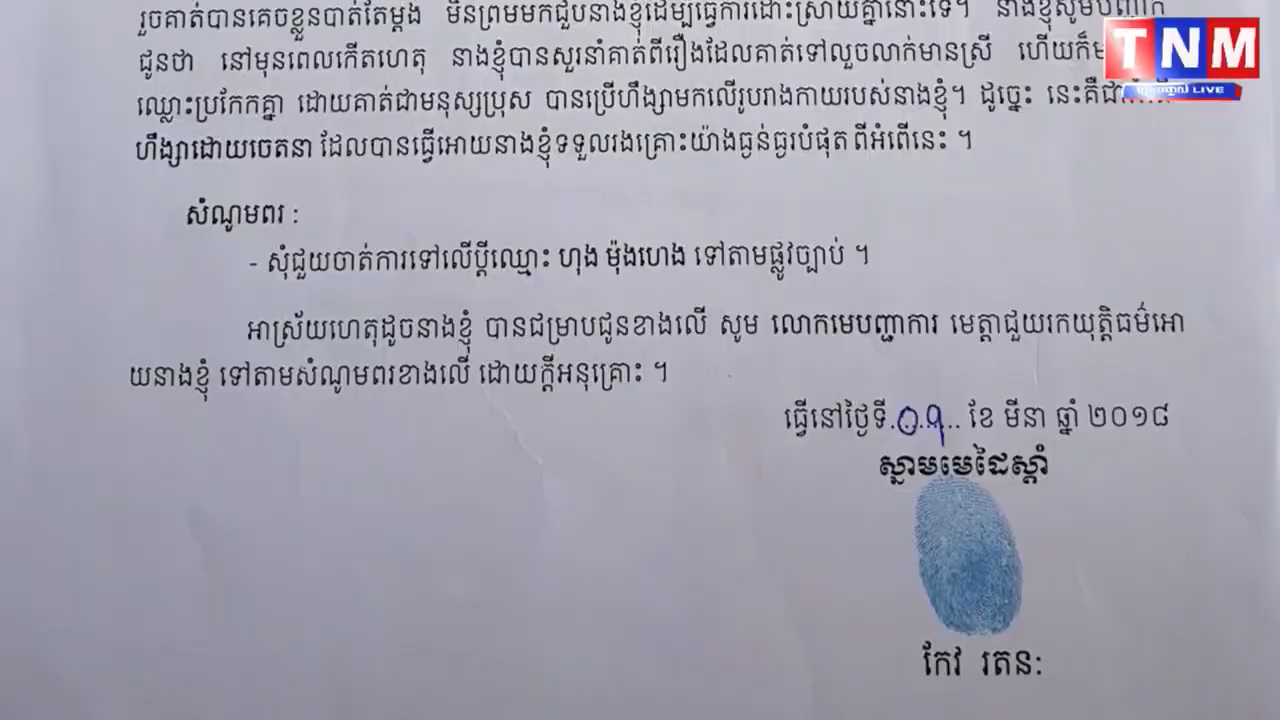 រួចគាត់បានគេចខ្លួនបាត់តែម្ដង មិនព្រមមកជួបនាងខ្ញុំដើម្បីធ្វើការដោះស្រាយគ្នានោះទេ។ នាងខ្ញុំសូមបញ្ជាក់
ជូនថា នៅមុនពេលកើតហេតុ នាងខ្ញុំបានសួរនាំគាត់ពីរឿងដែលគាត់ទៅលួចលាក់មានស្រី ហើយក៏
ឈ្លោះប្រកែកគ្នា ដោយគាត់ជាមនុស្សប្រុស បានប្រើហឹង្សាមកលើរូបរាងកាយរបស់នាងខ្ញុំ។ ដូច្នេះ នេះគឺជា
ហឹង្សាដោយចេតនា ដែលបានធ្វើអោយនាងខ្ញុំទទួលរងគ្រោះយ៉ាងធ្ងន់ធ្ងរបំផុត ពីអំពើនេះ ។
សំណូមពរ :
- សុំជួយចាត់ការទៅលើប្ដីឈ្មោះ ហុង ម៉ុងហេង ទៅតាមផ្លូវច្បាប់ ។
អាស្រ័យហេតុដូចនាងខ្ញុំ បានជម្រាបជូនខាងលើ សូម លោកមេបញ្ជាការ មេត្តាជួយរកយុត្តិធម៌អោ
យនាងខ្ញុំ ទៅតាមសំណូមពរខាងលើ ដោយក្ដីអនុគ្រោះ ។
ធ្វើនៅថ្ងៃទី.០៧... ខែ មីនា ឆ្នាំ ២០១៨
ស្នាមមេដៃស្ដាំ
កែវ រតនៈ
TNM
LIVE